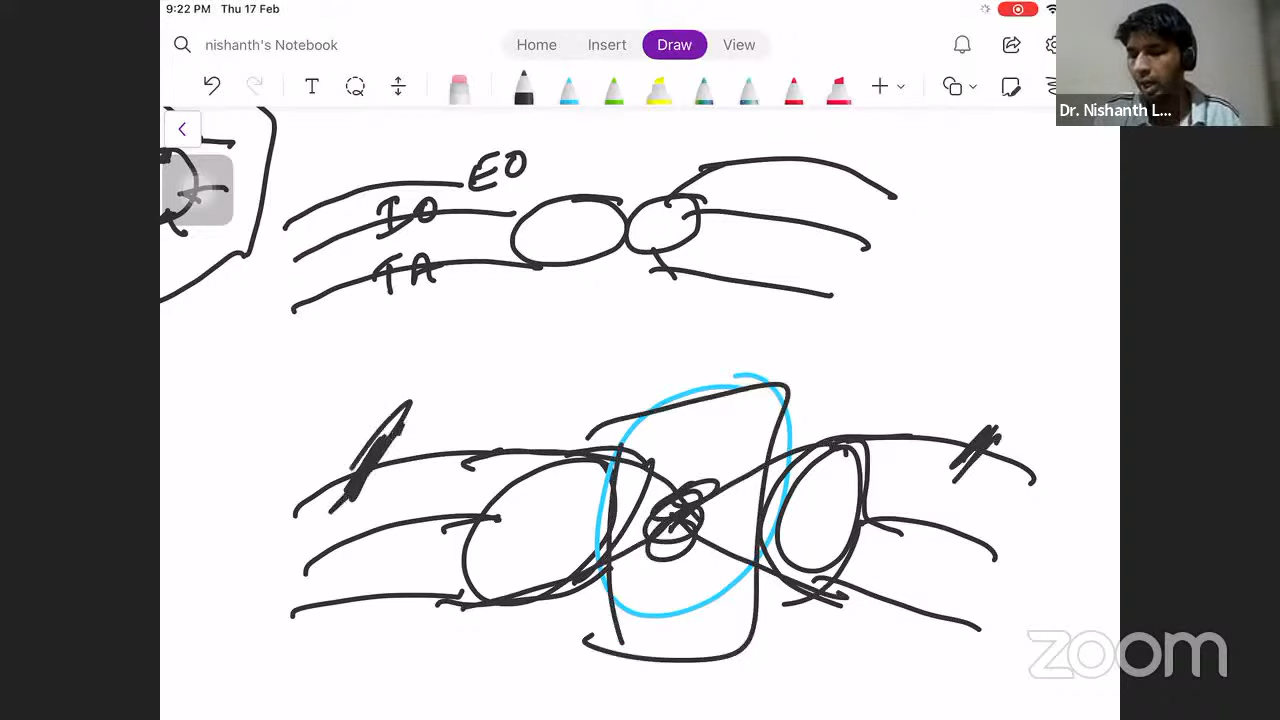 9:22 PM Thu 17 Feb
nishanth's Notebook
Home Insert Draw View
T
Dr. Nishanth L...
EO
IO
TA
zoom